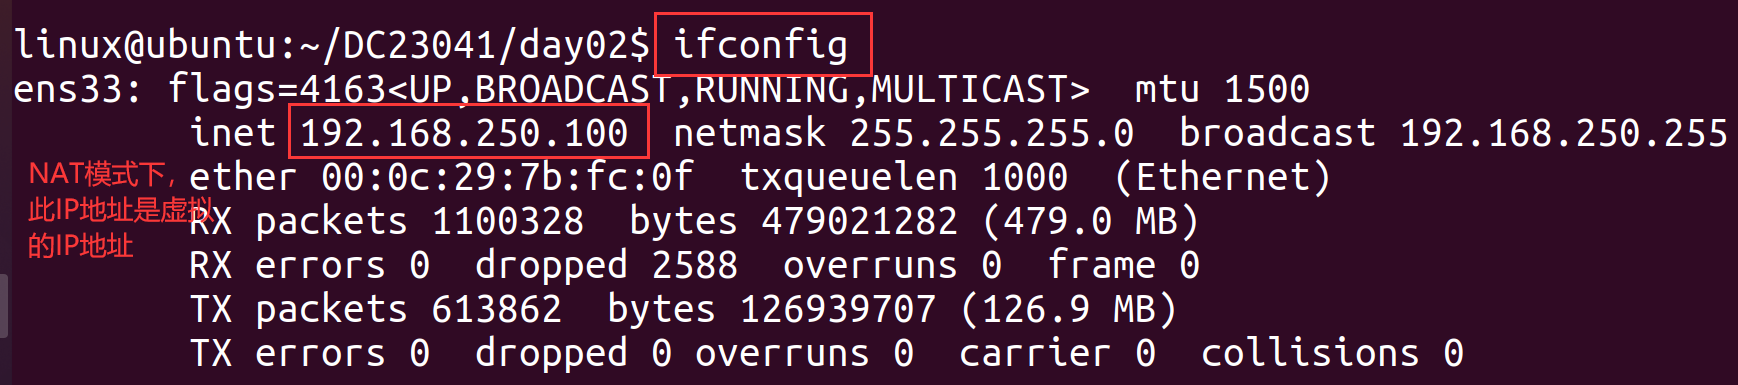 linux@ubuntu:~/DC23041/day02$ ifconfig
ens33: flags=4163<UP,BROADCAST,RUNNING,MULTICAST>  mtu 1500
inet 192.168.250.100  netmask 255.255.255.0  broadcast 192.168.250.255
ether 00:0c:29:7b:fc:0f  txqueuelen 1000  (Ethernet)
RX packets 1100328  bytes 479021282 (479.0 MB)
RX errors 0  dropped 2588  overruns 0  frame 0
TX packets 613862  bytes 126939707 (126.9 MB)
TX errors 0  dropped 0 overruns 0  carrier 0  collisions 0
NAT模式下，
此IP地址是虚拟
的IP地址